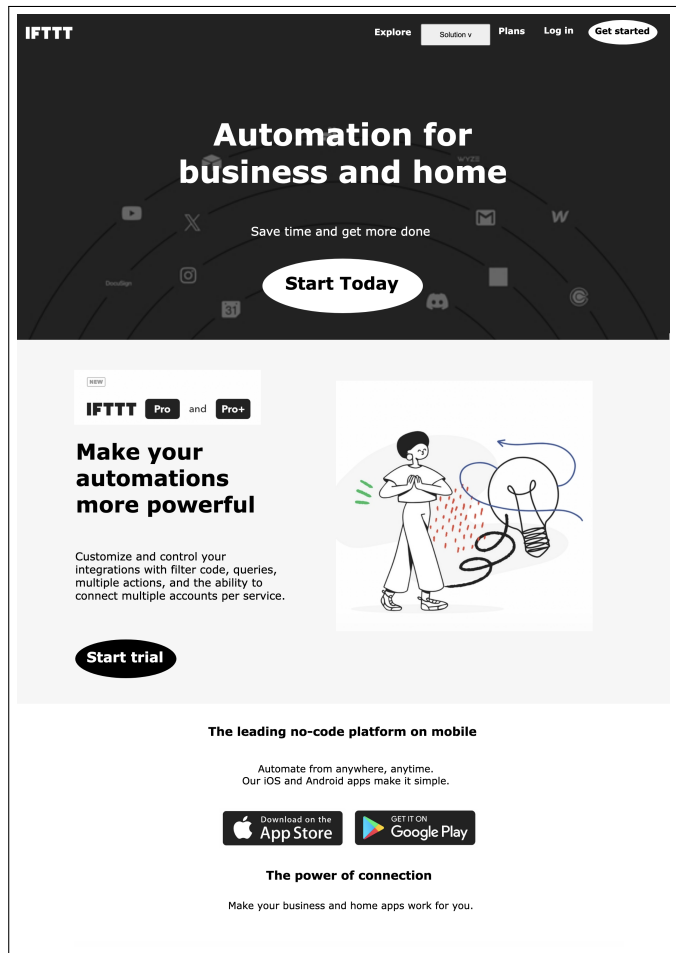 IFTTT
Explore
Solution v
Plans
Log in
Get started
Automation for
business and home
WYZE
Save time and get more done
DocuSign
31
Start Today
NEW
IFTTT Pro and Pro+
Make your
automations
more powerful
Customize and control your
integrations with filter code, queries,
multiple actions, and the ability to
connect multiple accounts per service.
Start trial
The leading no-code platform on mobile
Automate from anywhere, anytime.
Our iOS and Android apps make it simple.
Download on the
App Store
GET IT ON
Google Play
The power of connection
Make your business and home apps work for you.